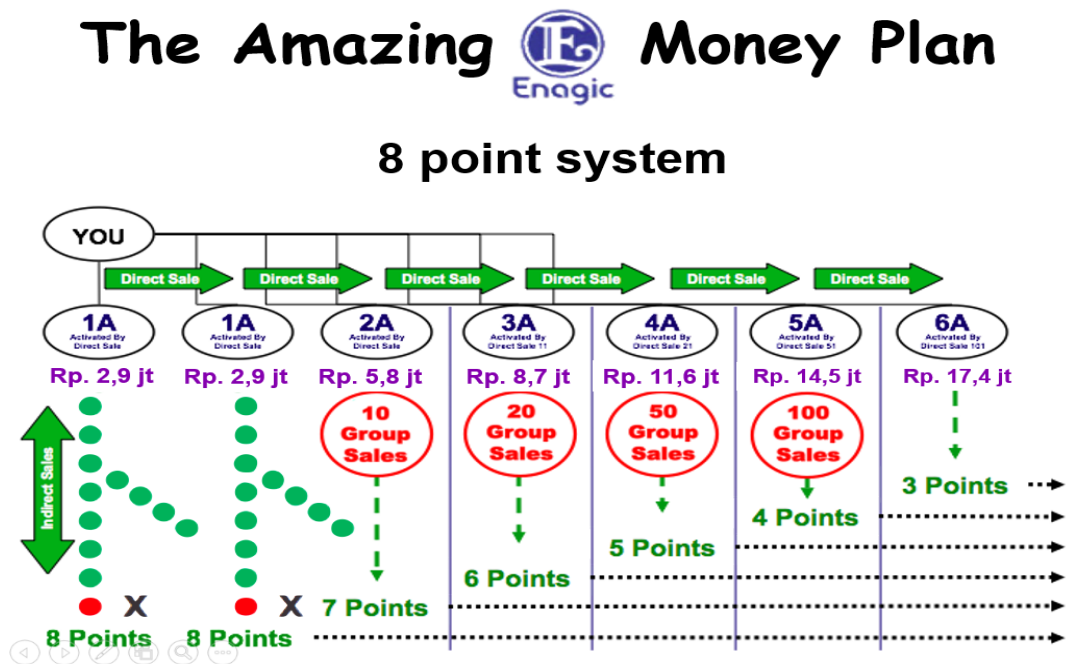 The Amazing Enagic Money Plan
8 point system
YOU
Direct Sale Direct Sale Direct Sale Direct Sale Direct Sale Direct Sale
1A 1A 2A 3A 4A 5A 6A
Activated By Activated By Activated By Activated By Activated By Activated By Activated By
Direct Sale Direct Sale Direct Sale Direct Sale 11 Direct Sale 21 Direct Sale 51 Direct Sale 101
Rp. 2,9 jt Rp. 2,9 jt Rp. 5,8 jt Rp. 8,7 jt Rp. 11,6 jt Rp. 14,5 jt Rp. 17,4 jt
10 20 50 100
Group Group Group Group
Sales Sales Sales Sales
Indirect Sales
3 Points
4 Points
5 Points
6 Points
X X 7 Points
8 Points 8 Points